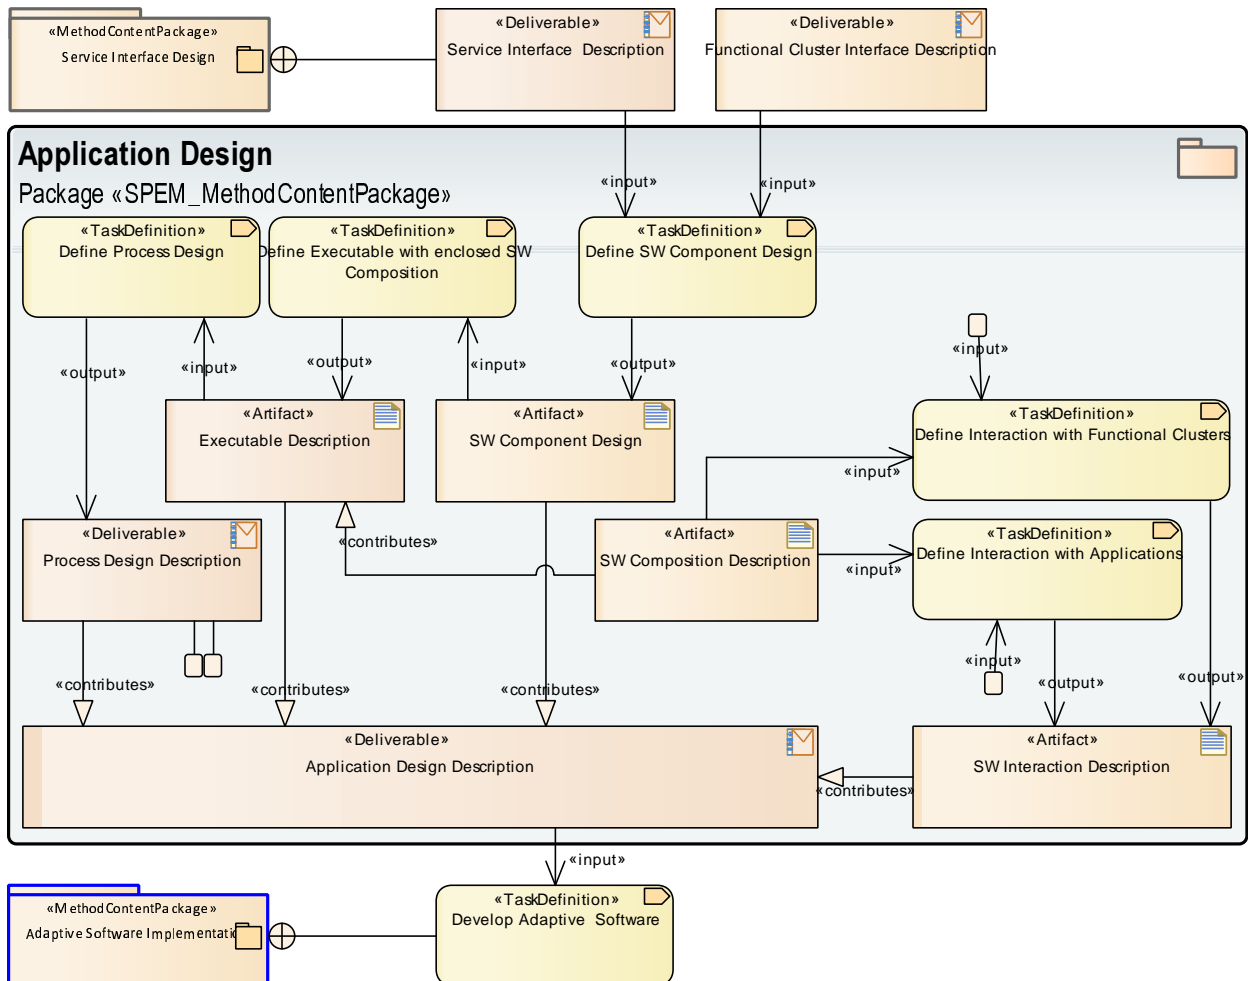 «MethodContentPackage»
Service Interface Design
«Deliverable»
Service Interface Description
«Deliverable»
Functional Cluster Interface Description
Application Design
Package «SPEM_MethodContentPackage»
«input»
«input»
«TaskDefinition»
Define Process Design
«TaskDefinition»
Define Executable with enclosed SW
Composition
«TaskDefinition»
Define SW Component Design
«output»
«input»
«output»
«input»
«output»
«input»
«Artifact»
Executable Description
«Artifact»
SW Component Design
«TaskDefinition»
Define Interaction with Functional Clusters
«input»
«Deliverable»
Process Design Description
«contributes»
«Artifact»
SW Composition Description
«input»
«TaskDefinition»
Define Interaction with Applications
«input»
«contributes»
«contributes»
«contributes»
«output»
«output»
«Deliverable»
Application Design Description
«contributes»
«Artifact»
SW Interaction Description
«input»
«MethodContentPackage»
Adaptive Software Implementatio
«TaskDefinition»
Develop Adaptive Software